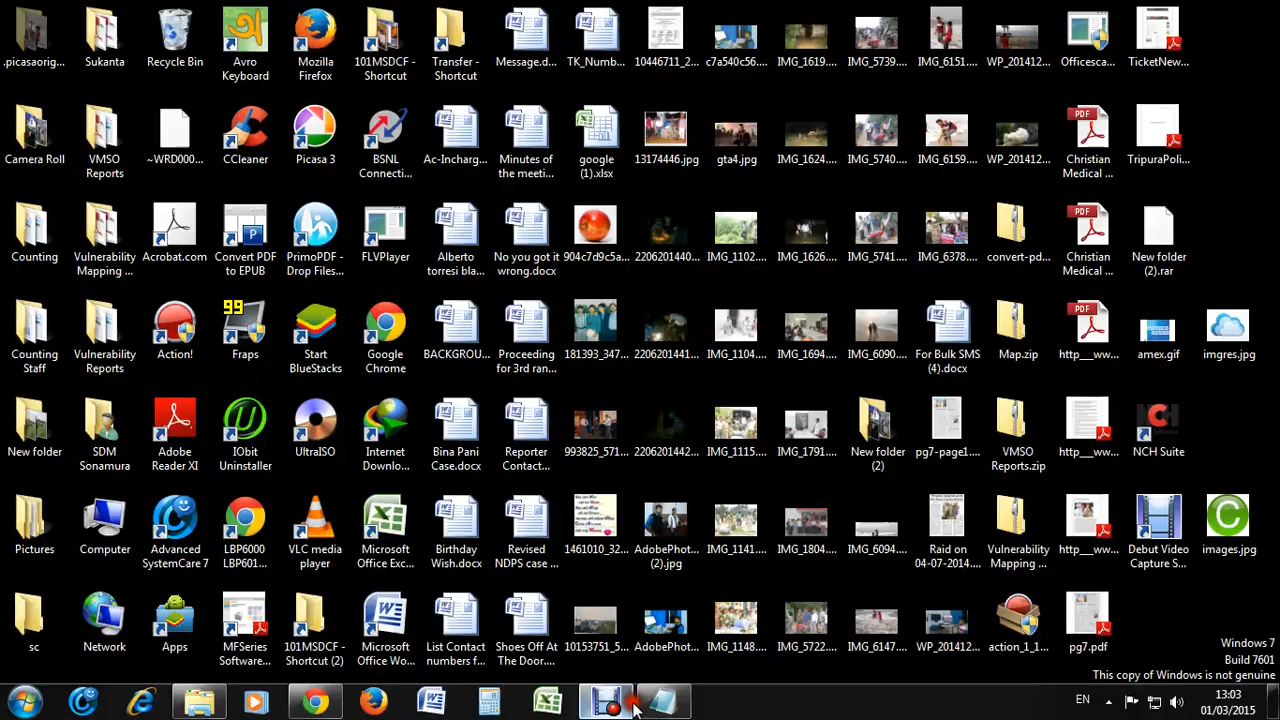 .picasaorig...
Sukanta
Recycle Bin
Avro
Keyboard
Mozilla
Firefox
101MSDCF -
Shortcut
Transfer -
Shortcut
Message.d...
TK_Numb...
10446711_2...
c7a540c56....
IMG_1619....
IMG_5739....
IMG_6151....
WP_201412...
Officesca...
TicketNew...
Camera Roll
VMSO
Reports
~WRD000...
CCleaner
Picasa 3
BSNL
Connecti...
Ac-Incharg...
Minutes of
the meeti...
google
(1).xlsx
13174446.jpg
gta4.jpg
IMG_1624....
IMG_5740....
IMG_6159....
WP_201412...
PDF
Christian
Medical ...
TripuraPoli...
Counting
Vulnerability
Mapping ...
Acrobat.com
Convert PDF
to EPUB
PrimoPDF -
Drop Files...
FLVPlayer
Alberto
torresi bla...
No you got it
wrong.docx
904c7d9c5a...
2206201440...
IMG_1102....
IMG_1626....
IMG_5741....
IMG_6378....
convert-pd...
PDF
Christian
Medical ...
New folder
(2).rar
Counting
Staff
Vulnerability
Reports
Action!
99
Fraps
Start
BlueStacks
Google
Chrome
BACKGROU...
Proceeding
for 3rd ran...
181393_347...
2206201441...
IMG_1104....
IMG_1694....
IMG_6090....
For Bulk SMS
(4).docx
Map.zip
PDF
http___ww...
amex.gif
imgres.jpg
New folder
SDM
Sonamura
Adobe
Reader XI
IObit
Uninstaller
UltraISO
Internet
Downlo...
Bina Pani
Case.docx
Reporter
Contact...
993825_571...
2206201442...
IMG_1115....
IMG_1791....
New folder
(2)
pg7-page1....
VMSO
Reports.zip
http___ww...
NCH Suite
Pictures
Computer
Advanced
SystemCare 7
LBP6000
LBP601...
VLC media
player
Microsoft
Office Exc...
Birthday
Wish.docx
Revised
NDPS case ...
1461010_32...
AdobePhot...
(2).jpg
IMG_1141....
IMG_1804....
IMG_6094....
Raid on
04-07-2014....
Vulnerability
Mapping ...
http___ww...
Debut Video
Capture S...
images.jpg
sc
Network
Apps
MFSeries
Software...
101MSDCF -
Shortcut (2)
Microsoft
Office Wo...
List Contact
numbers f...
Shoes Off At
The Door....
10153751_5...
AdobePhot...
IMG_1148....
IMG_5722....
IMG_6147....
WP_201412...
action_1_1...
pg7.pdf
Windows 7
Build 7601
This copy of Windows is not genuine
EN
13:03
01/03/2015